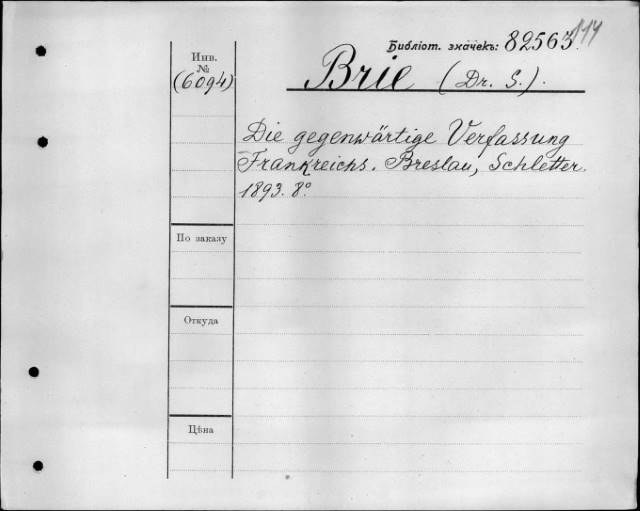 Библіот. значекъ: 82563/144
Инв.
№
(6094)
Brie (Dr. S.).
Die gegenwärtige Verfassung
Frankreichs. Breslau, Schletter.
1893. 8°
По заказу
Откуда
Цѣна